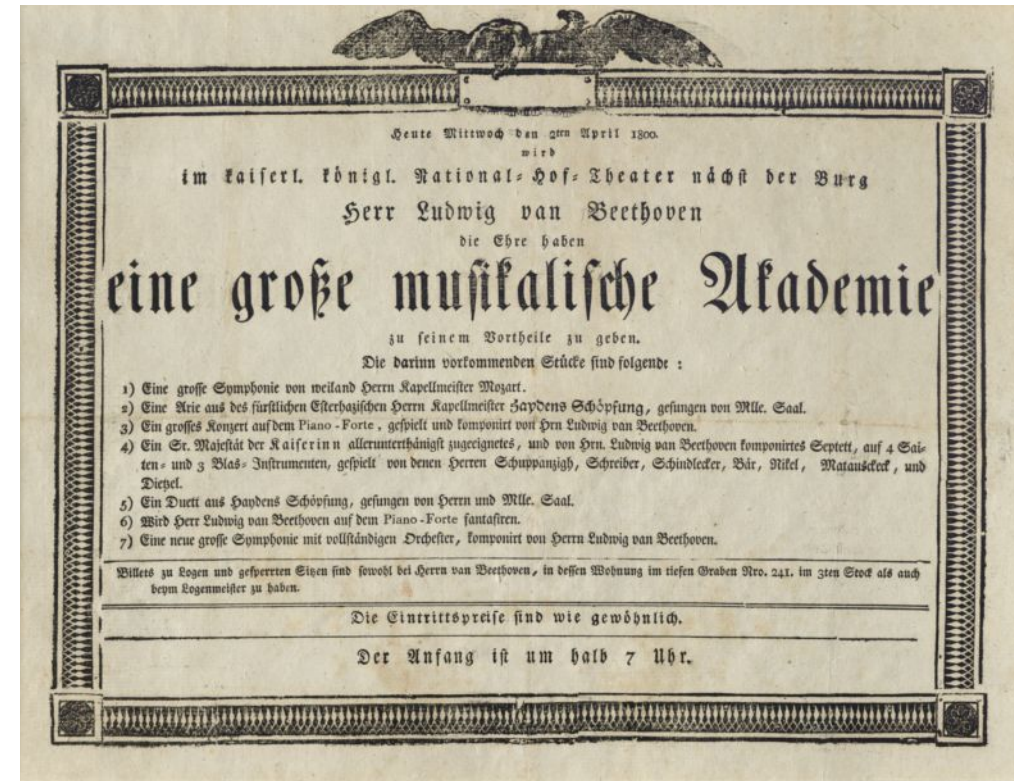 Heute Mittwoch den 2ten April 1800.
wird
im kaiserl. königl. National-Hof-Theater nächst der Burg
Herr Ludwig van Beethoven
die Ehre haben
eine große musikalische Akademie
zu seinem Vortheile zu geben.
Die darinn vorkommenden Stücke sind folgende :
1) Eine grosse Symphonie von weiland Herrn Kapellmeister Mozart.
2) Eine Arie aus des fürstlichen Esterhazischen Herrn Kapellmeister Haydens Schöpfung, gesungen von Mlle. Saal.
3) Ein grosses Konzert auf dem Piano-Forte, gespielt und komponirt von Hrn Ludwig van Beethoven.
4) Ein Sr. Majestät der Kaiserinn allerunterthänigst zugeeignetes, und von Hrn. Ludwig van Beethoven komponirtes Septett, auf 4 Sai-
ten- und 3 Blas-Instrumenten, gespielt von denen Herren Schuppanzigh, Schreiber, Schindlecker, Bär, Nikel, Matauscheck, und
Dietzel.
5) Ein Duett aus Haydens Schöpfung, gesungen von Herrn und Mlle. Saal.
6) Wird Herr Ludwig van Beethoven auf dem Piano-Forte fantasiren.
7) Eine neue grosse Symphonie mit vollständigen Orchester, komponirt von Herrn Ludwig van Beethoven.
Billets zu Logen und gesperrten Sitzen sind sowohl bei Herrn van Beethoven, in dessen Wohnung im tiefen Graben Nro. 241. im 3ten Stock als auch
beym Logenmeister zu haben.
Die Eintrittspreise sind wie gewöhnlich.
Der Anfang ist um halb 7 Uhr.